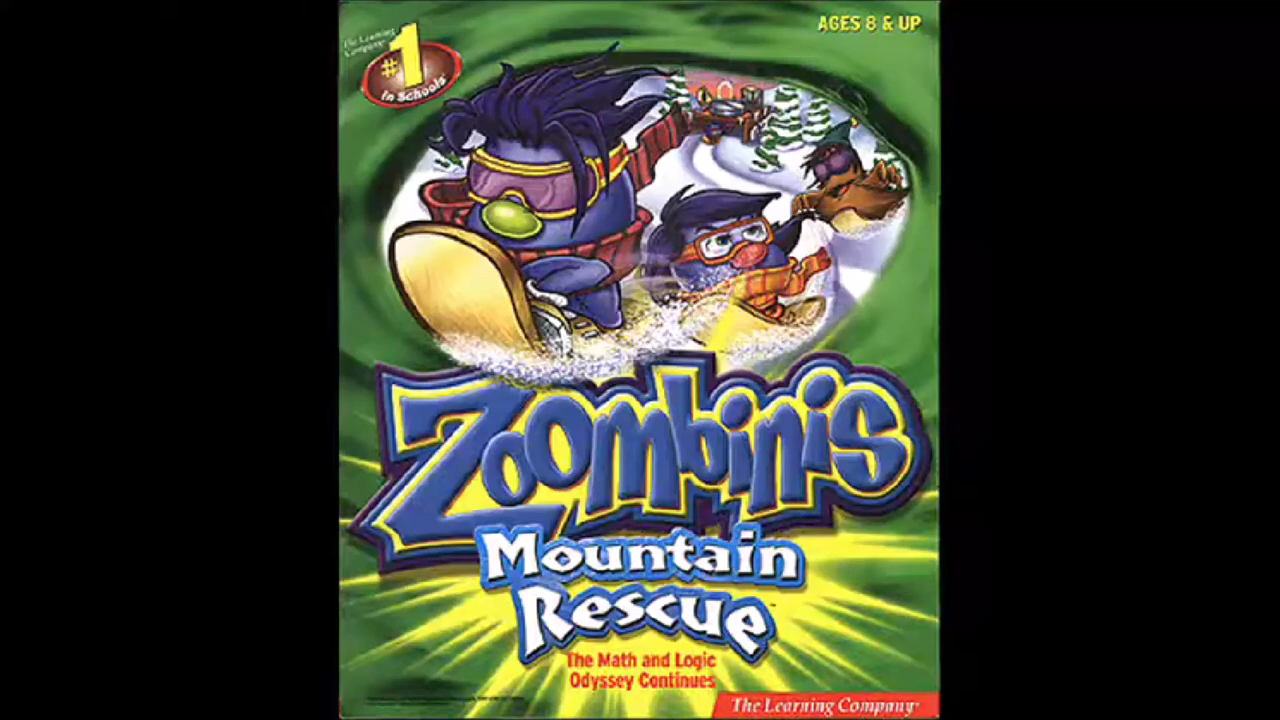 AGES 8 & UP
The Learning
Company
#1
in Schools
Zoombinis
Mountain
Rescue™
The Math and Logic
Odyssey Continues
The Learning Company®